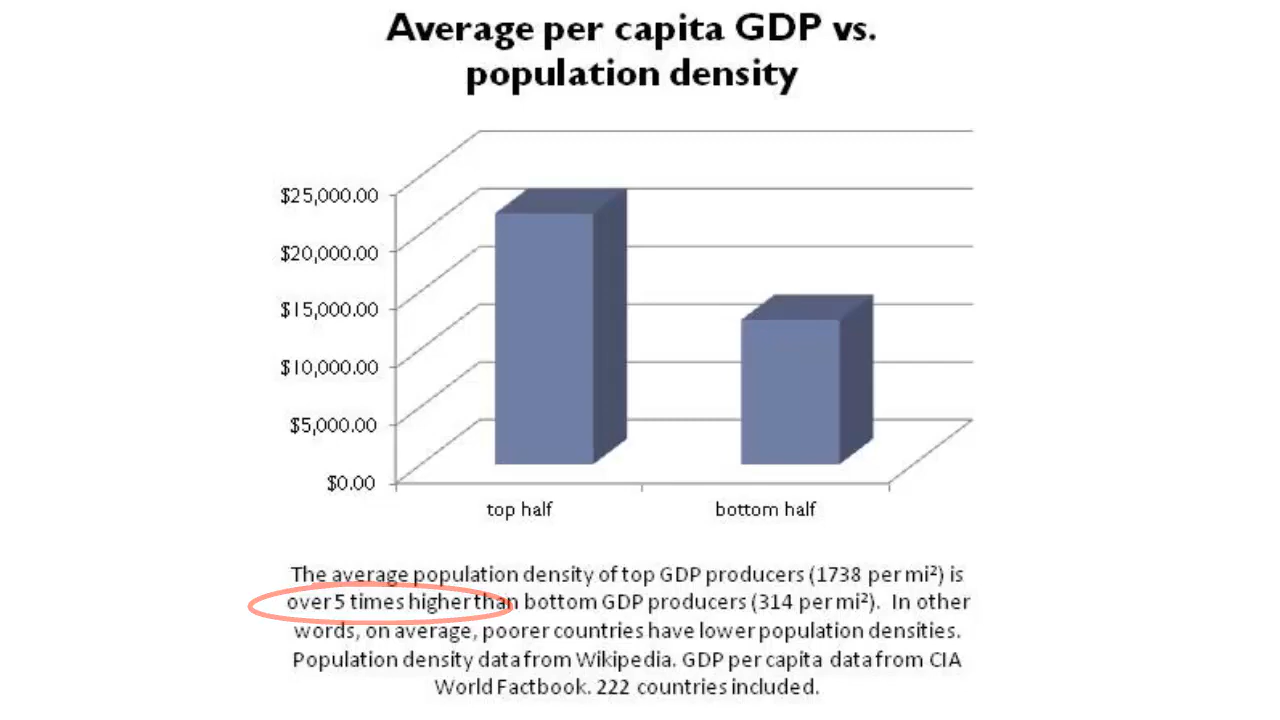 Average per capita GDP vs.
population density
$25,000.00
$20,000.00
$15,000.00
$10,000.00
$5,000.00
$0.00
top half
bottom half
The average population density of top GDP producers (1738 per mi²) is
over 5 times higher than bottom GDP producers (314 per mi²). In other
words, on average, poorer countries have lower population densities.
Population density data from Wikipedia. GDP per capita data from CIA
World Factbook. 222 countries included.